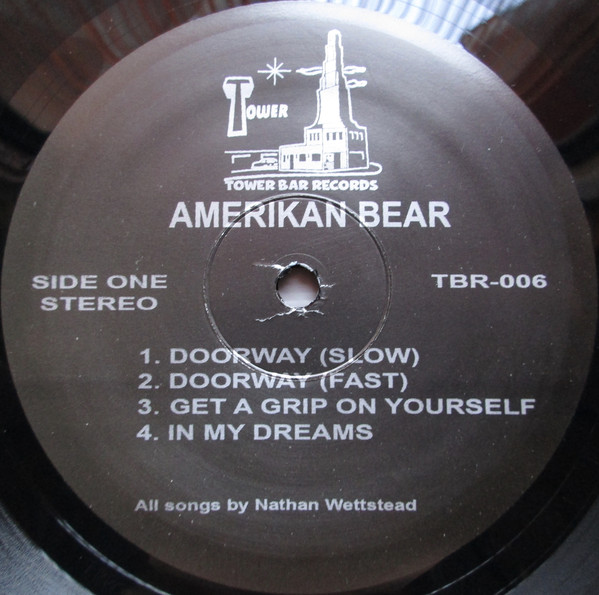 TOWER
TOWER BAR RECORDS
AMERIKAN BEAR
SIDE ONE
STEREO
TBR-006
1. DOORWAY (SLOW)
2. DOORWAY (FAST)
3. GET A GRIP ON YOURSELF
4. IN MY DREAMS
All songs by Nathan Wettstead